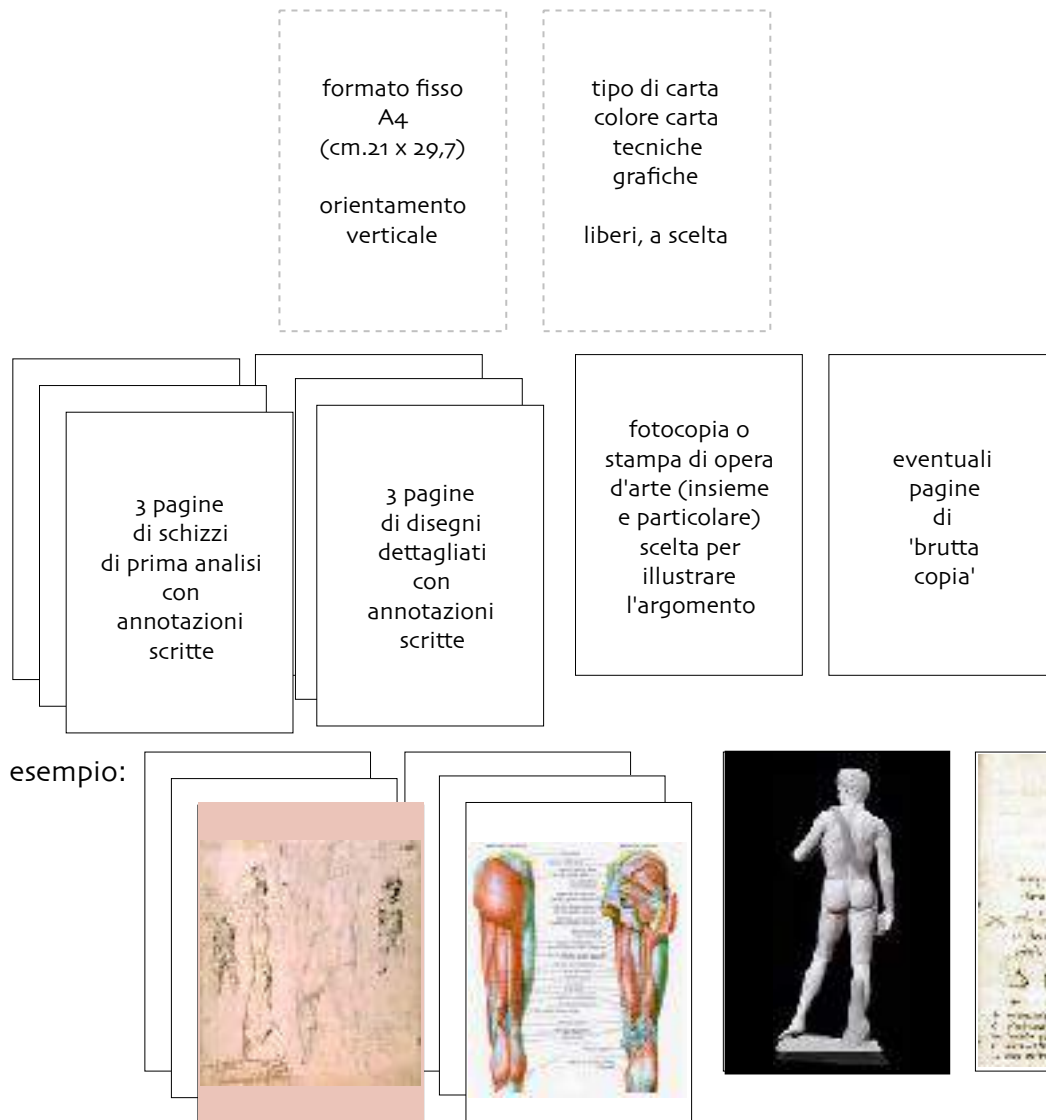 formato fisso
A4
(cm.21 x 29,7)
orientamento
verticale
tipo di carta
colore carta
tecniche
grafiche
liberi, a scelta
3 pagine
di schizzi
di prima analisi
con
annotazioni
scritte
3 pagine
di disegni
dettagliati
con
annotazioni
scritte
fotocopia o
stampa di opera
d'arte (insieme
e particolare)
scelta per
illustrare
l'argomento
eventuali
pagine
di
'brutta
copia'
esempio: